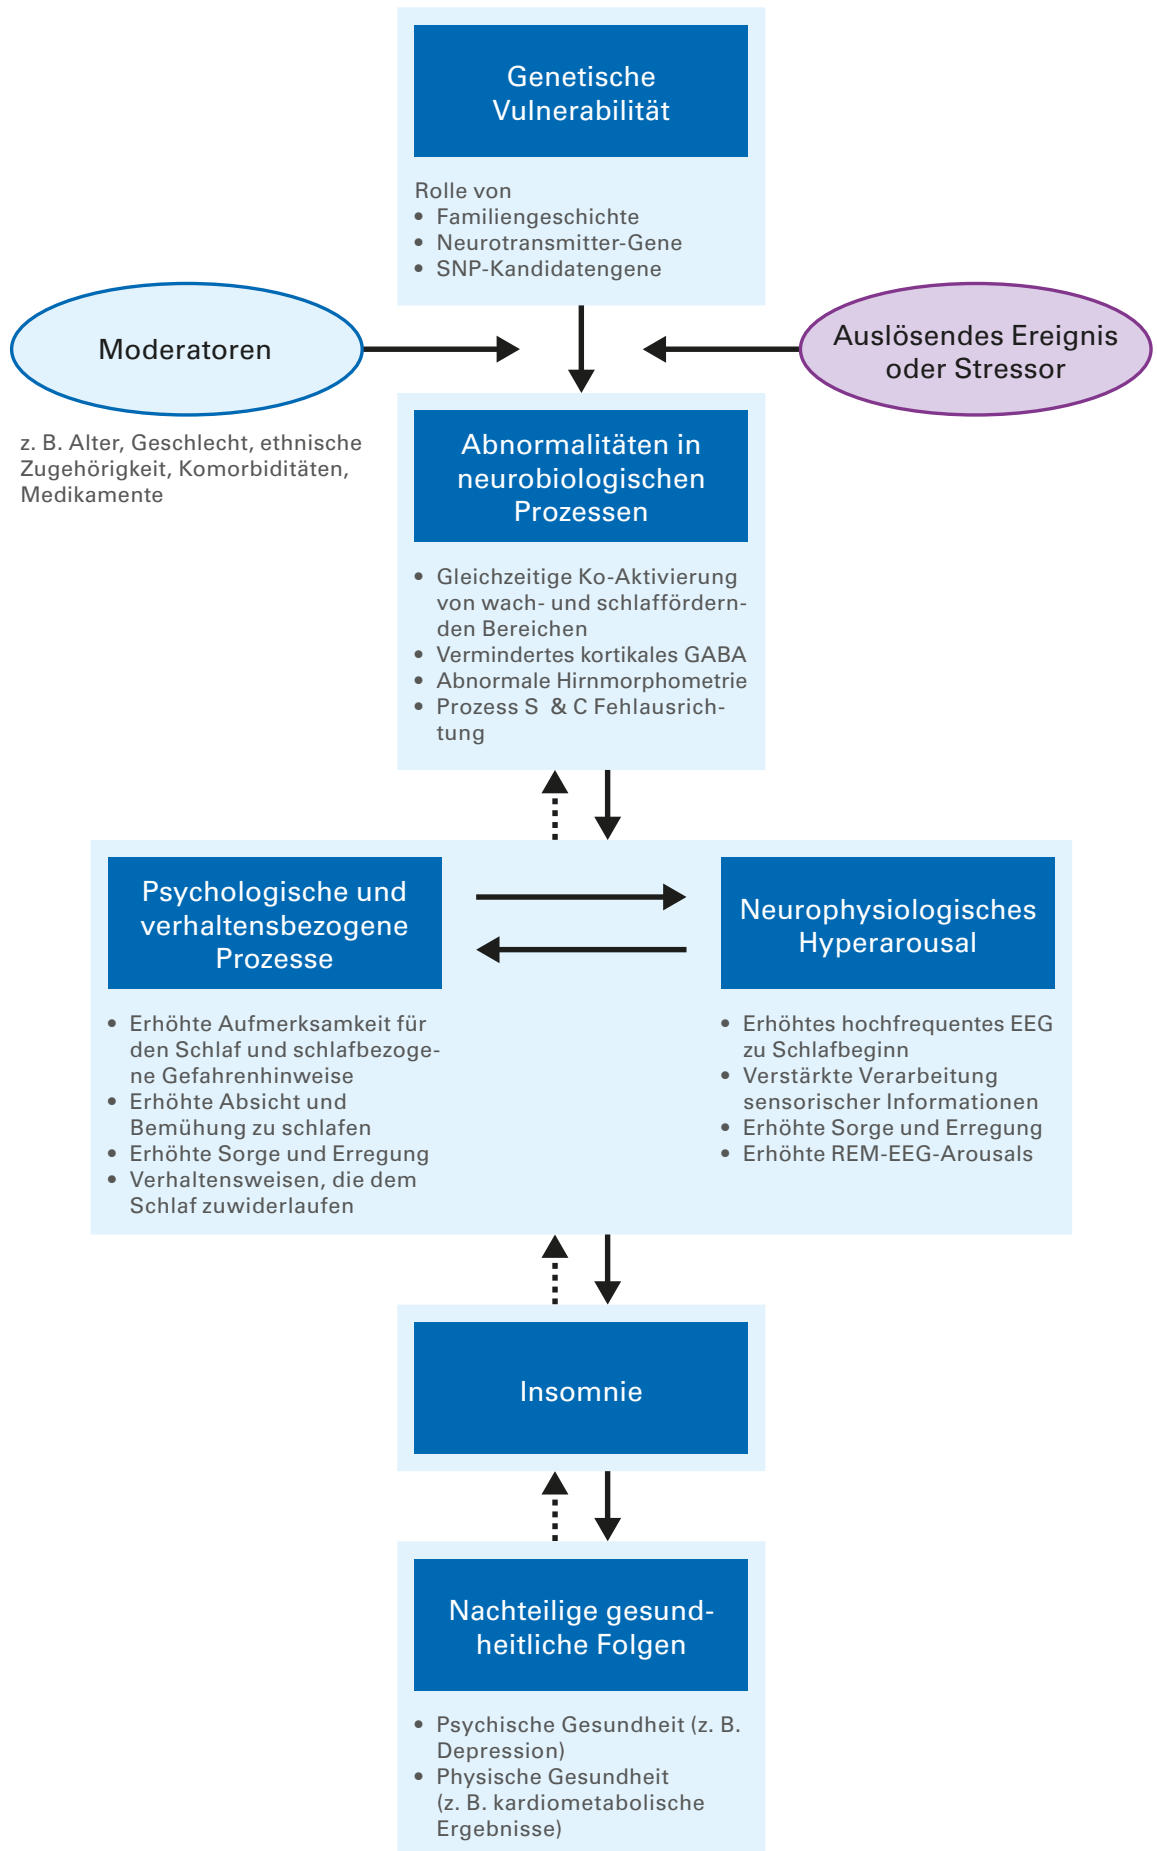 Genetische
Vulnerabilität
Rolle von
• Familiengeschichte
• Neurotransmitter-Gene
• SNP-Kandidatengene
Moderatoren
z. B. Alter, Geschlecht, ethnische
Zugehörigkeit, Komorbiditäten,
Medikamente
Auslösendes Ereignis
oder Stressor
Abnormalitäten in
neurobiologischen
Prozessen
• Gleichzeitige Ko-Aktivierung
von wach- und schlaffördern-
den Bereichen
• Vermindertes kortikales GABA
• Abnormale Hirnmorphometrie
• Prozess S & C Fehlausrich-
tung
Psychologische und
verhaltensbezogene
Prozesse
• Erhöhte Aufmerksamkeit für
den Schlaf und schlafbezoge-
ne Gefahrenhinweise
• Erhöhte Absicht und
Bemühung zu schlafen
• Erhöhte Sorge und Erregung
• Verhaltensweisen, die dem
Schlaf zuwiderlaufen
Neurophysiologisches
Hyperarousal
• Erhöhtes hochfrequentes EEG
zu Schlafbeginn
• Verstärkte Verarbeitung
sensorischer Informationen
• Erhöhte Sorge und Erregung
• Erhöhte REM-EEG-Arousals
Insomnie
Nachteilige gesund-
heitliche Folgen
• Psychische Gesundheit (z. B.
Depression)
• Physische Gesundheit
(z. B. kardiometabolische
Ergebnisse)